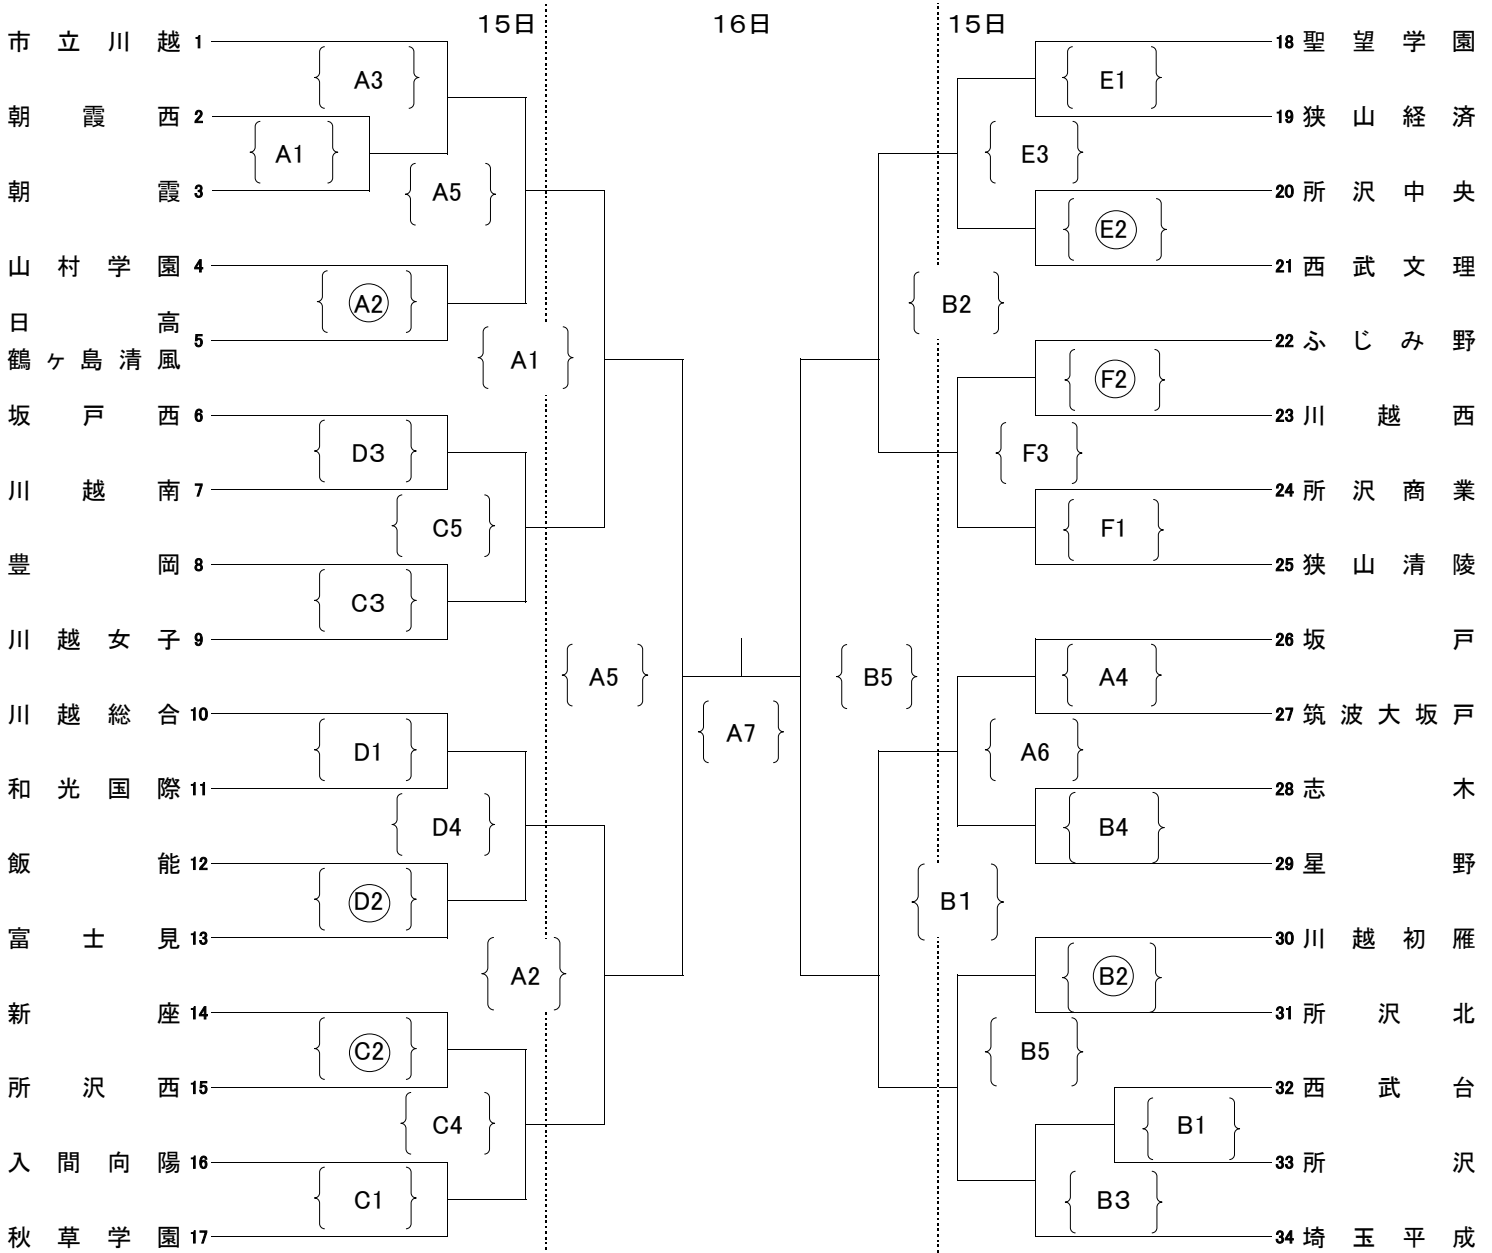 15日 16日 15日
市立川越 1
A3
朝霞西 2
A1
朝霞 3
A5
山村学園 4
A2
日高
鶴ヶ島清風 5
A1
坂戸西 6
D3
川越南 7
C5
豊岡 8
C3
川越女子 9
A5
川越総合 10
D1
和光国際 11
D4
飯能 12
D2
富士見 13
A2
新座 14
C2
所沢西 15
C4
入間向陽 16
C1
秋草学園 17
A7
18 聖望学園
E1
19 狭山経済
E3
20 所沢中央
E2
21 西武文理
B2
22 ふじみ野
F2
23 川越西
F3
24 所沢商業
F1
25 狭山清陵
B5
26 坂戸
A4
27 筑波大坂戸
A6
28 志木
B4
29 星野
B1
30 川越初雁
B2
31 所沢北
B5
32 西武台
B1
33 所沢
B3
34 埼玉平成